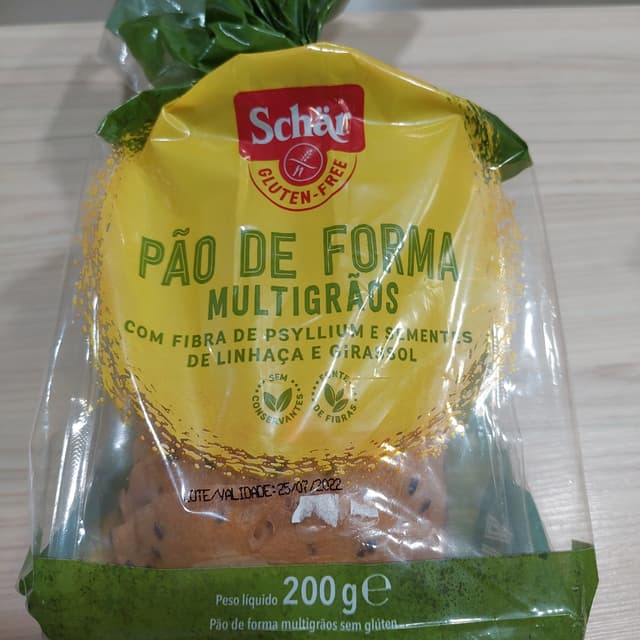 Schär
GLUTEN-FREE
PÃO DE FORMA
MULTIGRÃOS
COM FIBRA DE PSYLLIUM E SEMENTES
DE LINHAÇA E GIRASSOL
SEM CONSERVANTES
FONTE DE FIBRAS
LOTE/VALIDADE:25/07/2022
Peso líquido 200 g e
Pão de forma multigrãos sem glúten